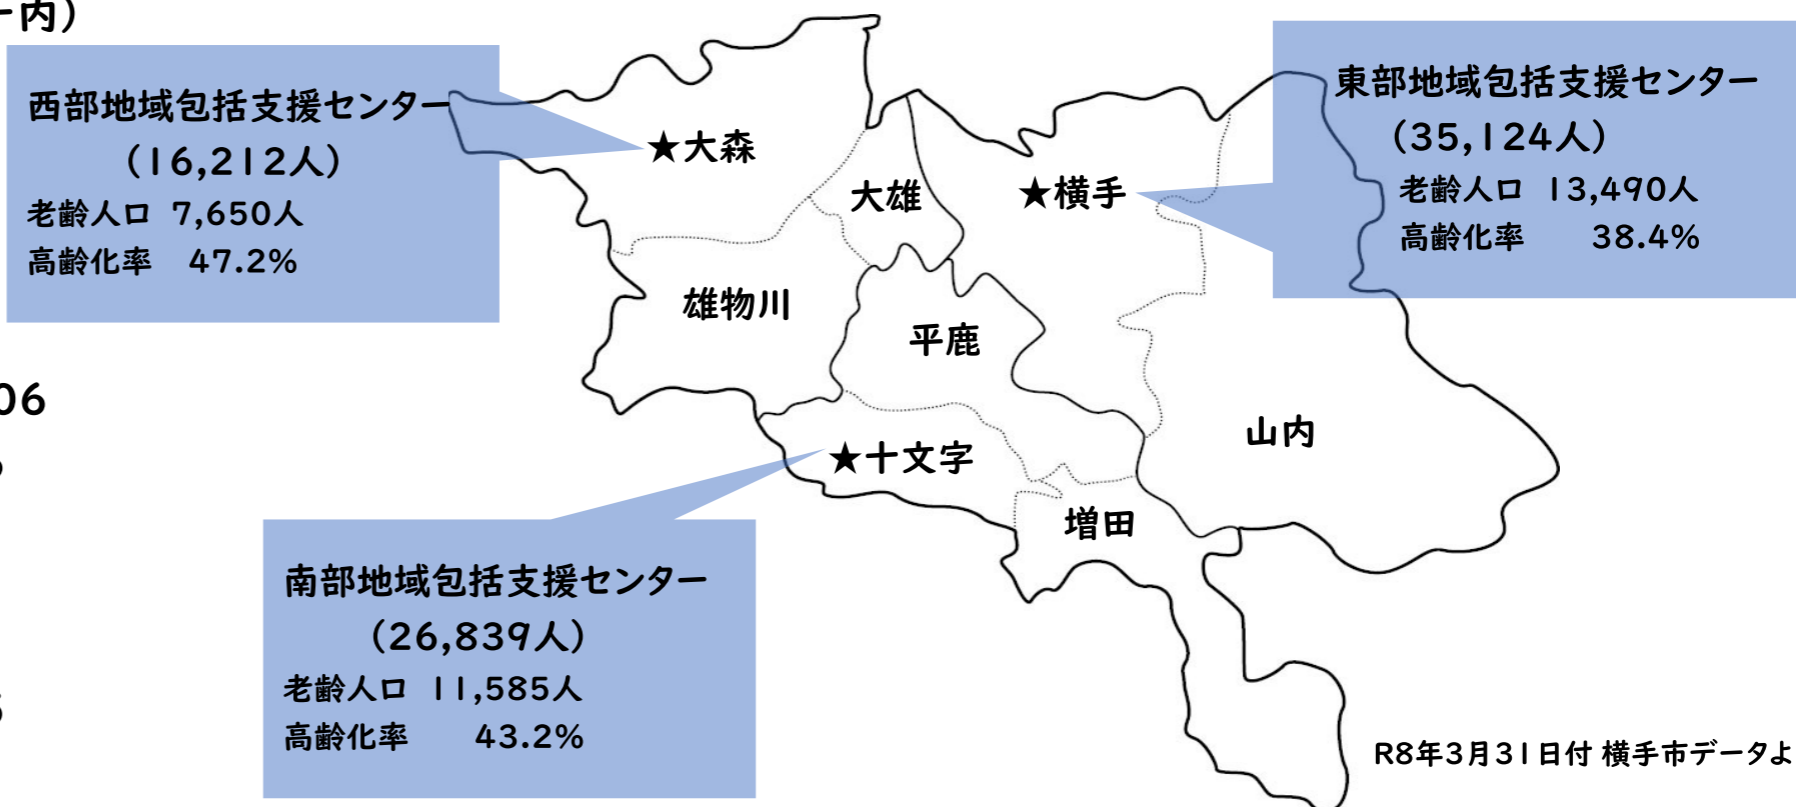 ー内）
西部地域包括支援センター
（16,212人）
老齢人口 7,650人
高齢化率 47.2%
東部地域包括支援センター
（35,124人）
老齢人口 13,490人
高齢化率 38.4%
★大森
大雄
★横手
雄物川
平鹿
06
山内
★十文字
増田
南部地域包括支援センター
（26,839人）
老齢人口 11,585人
高齢化率 43.2%
R8年3月31日付 横手市データよ